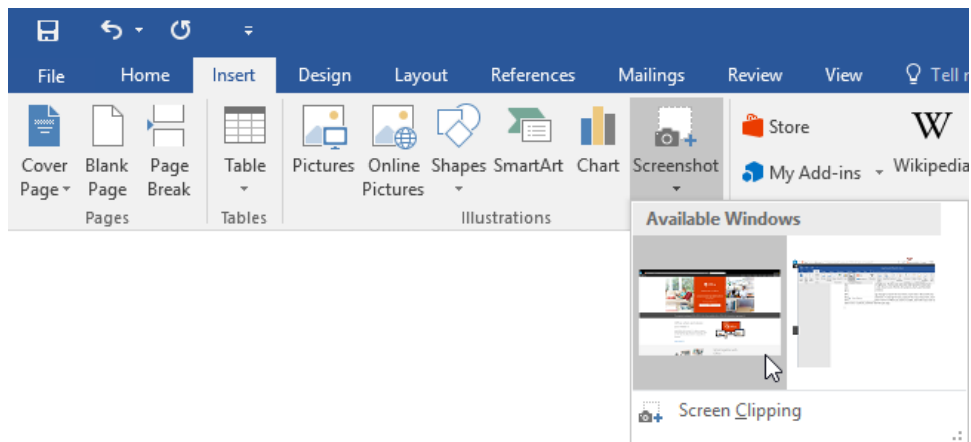 File Home Insert Design Layout References Mailings Review View Tell
Cover Page
Blank Page
Page Break
Table
Pictures
Online Pictures
Shapes
SmartArt
Chart
Screenshot
Store
My Add-ins
W
Wikipedia
Pages Tables Illustrations
Available Windows
Screen Clipping